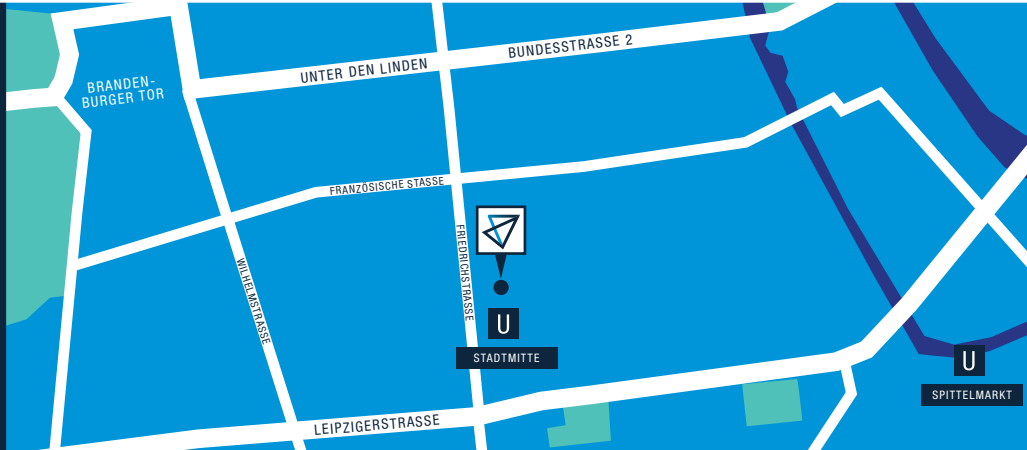 BUNDESSTRASSE 2
UNTER DEN LINDEN
BRANDEN-
BURGER TOR
FRANZÖSISCHE STASSE
FRIEDRICHSTRASSE
WILHELMSTRASSE
U
STADTMITTE
U
SPITTELMARKT
LEIPZIGERSTRASSE